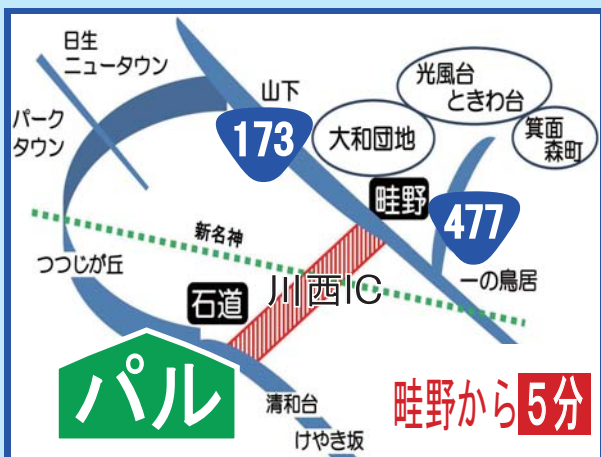 日生
ニュータウン
パーク
タウン
山下
173
光風台
ときわ台
大和団地
箕面
森町
畦野
477
新名神
つつじが丘
石道
川西IC
一の鳥居
パル
清和台
けやき坂
畦野から5分